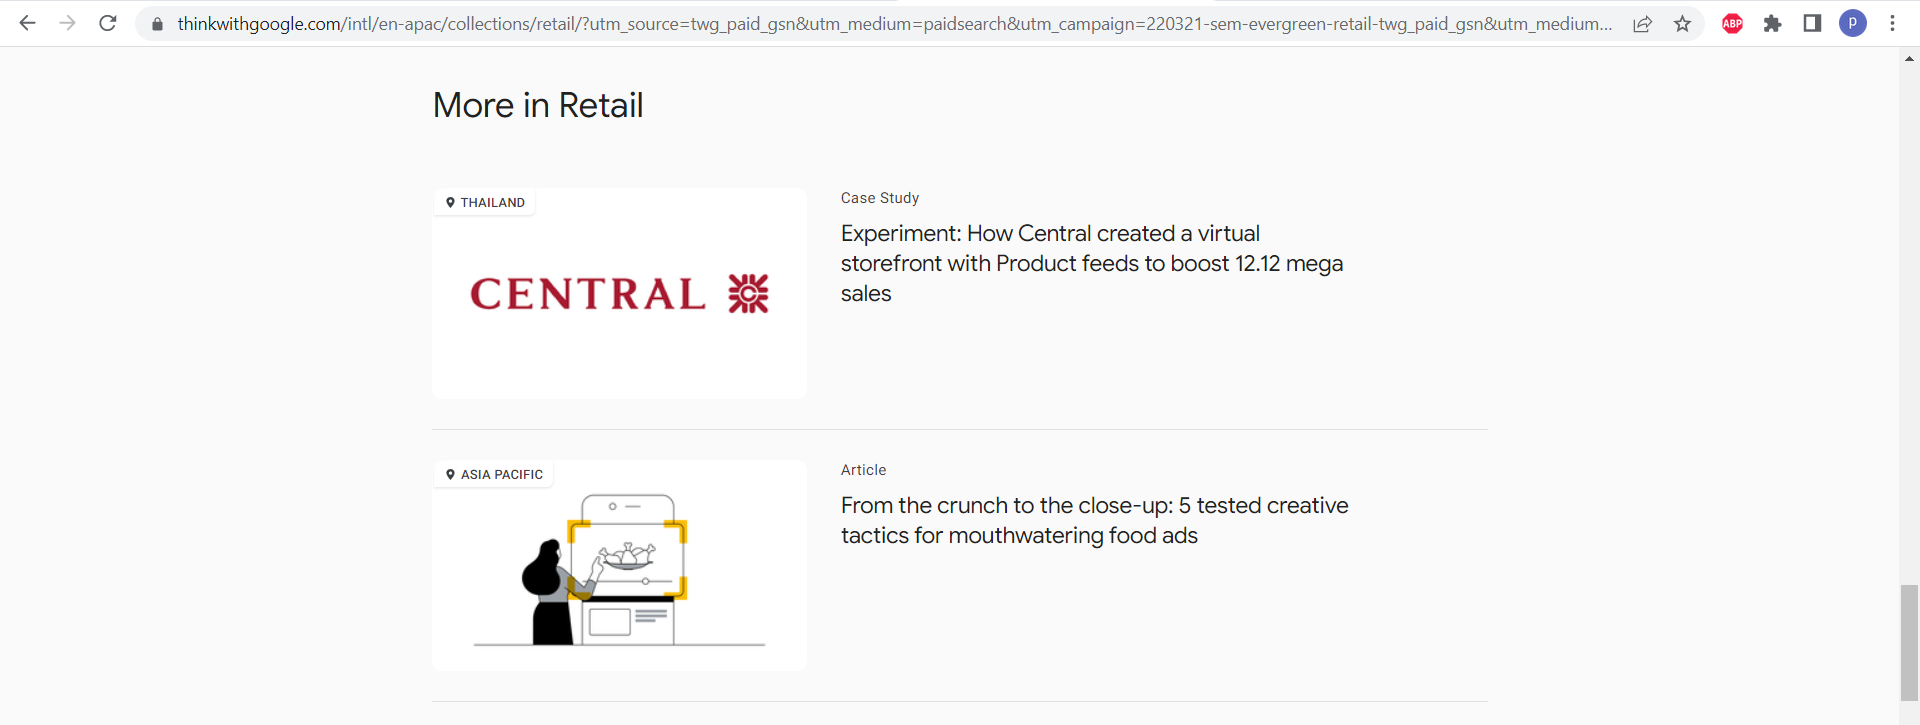 thinkwithgoogle.com/intl/en-apac/collections/retail/?utm_source=twg_paid_gsn&utm_medium=paidsearch&utm_campaign=220321-sem-evergreen-retail-twg_paid_gsn&utm_medium...
ABP
P
More in Retail
THAILAND
CENTRAL
Case Study
Experiment: How Central created a virtual
storefront with Product feeds to boost 12.12 mega
sales
ASIA PACIFIC
Article
From the crunch to the close-up: 5 tested creative
tactics for mouthwatering food ads